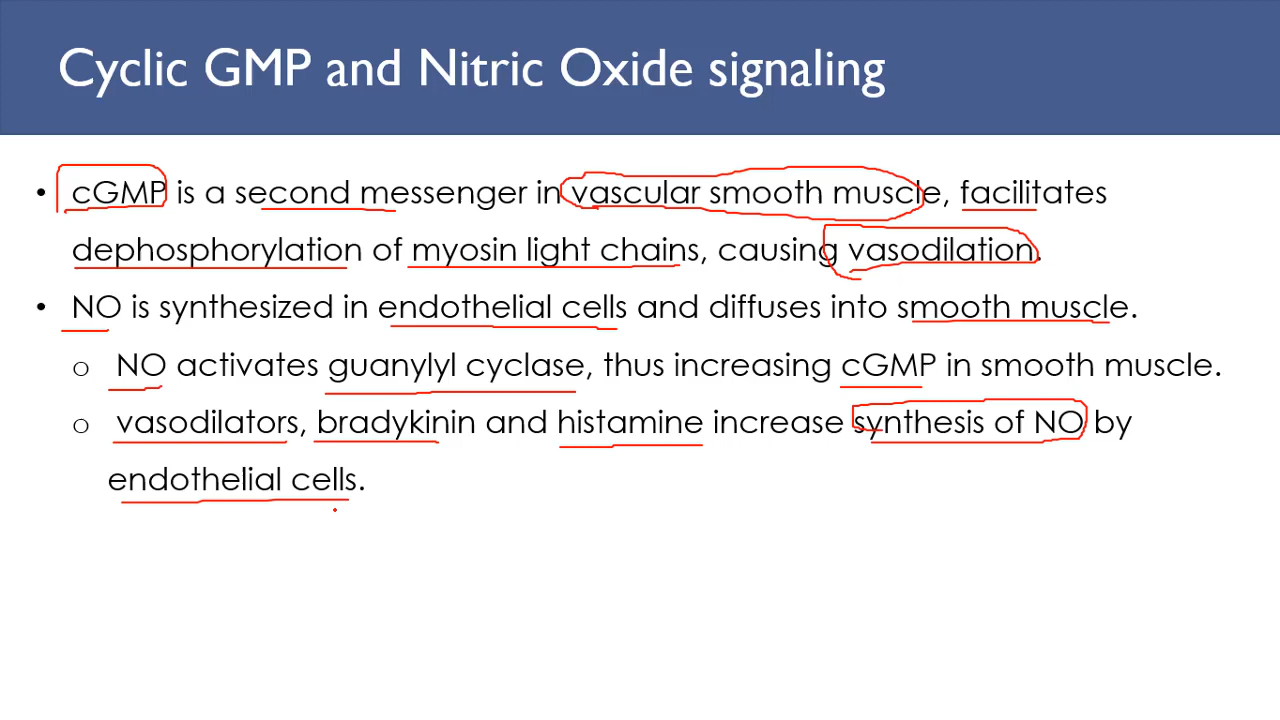 Cyclic GMP and Nitric Oxide signaling
• cGMP is a second messenger in vascular smooth muscle, facilitates
dephosphorylation of myosin light chains, causing vasodilation.
• NO is synthesized in endothelial cells and diffuses into smooth muscle.
o NO activates guanylyl cyclase, thus increasing cGMP in smooth muscle.
o vasodilators, bradykinin and histamine increase synthesis of NO by
endothelial cells.